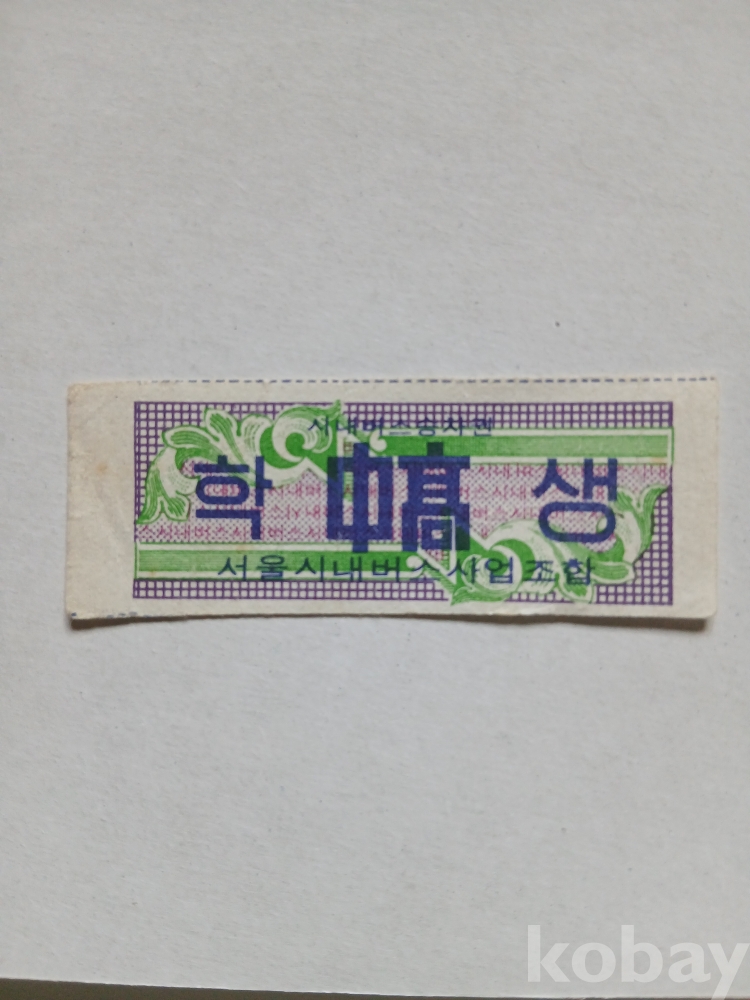 시내버스승차권
학 中高 생
서울시내버스사업조합
kobay